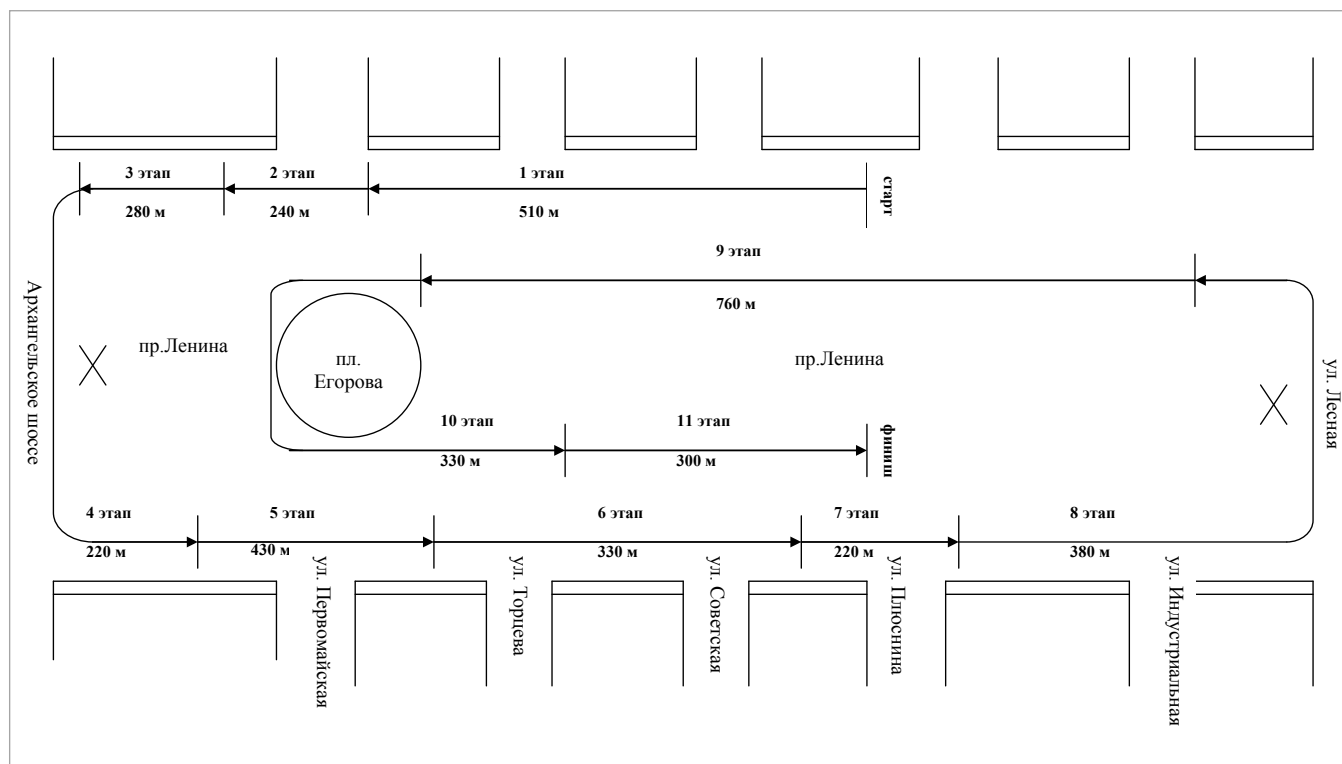 3 этап
2 этап
1 этап
280 м
240 м
510 м
старт
9 этап
760 м
Архангельское шоссе
пр.Ленина
пл.
Егорова
пр.Ленина
ул. Лесная
10 этап
11 этап
330 м
300 м
финиш
4 этап
5 этап
6 этап
7 этап
8 этап
220 м
430 м
330 м
220 м
380 м
ул. Первомайская
ул. Торцева
ул. Советская
ул. Плюснина
ул. Индустриальная